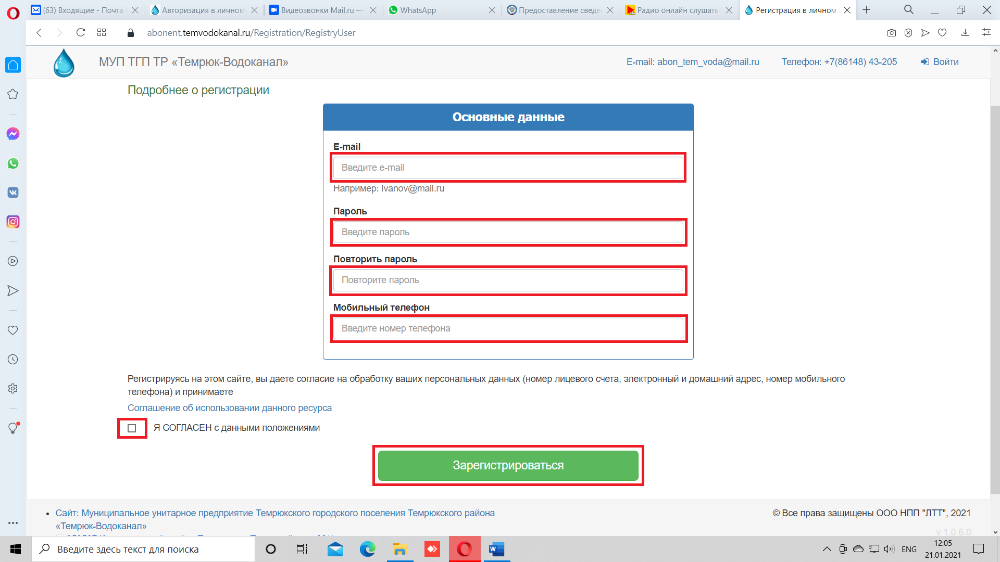 (63) Входящие - Почта
Авторизация в личном
Видеозвонки Mail.ru —
WhatsApp
Предоставление сведе
Радио онлайн слушать
Регистрация в личном
abonent.temvodokanal.ru/Registration/RegistryUser
МУП ТГП ТР «Темрюк-Водоканал»
E-mail: abon_tem_voda@mail.ru
Телефон: +7(86148) 43-205
Войти
Подробнее о регистрации
Основные данные
E-mail
Введите e-mail
Например: ivanov@mail.ru
Пароль
Введите пароль
Повторить пароль
Повторите пароль
Мобильный телефон
Введите номер телефона
Регистрируясь на этом сайте, вы даете согласие на обработку ваших персональных данных (номер лицевого счета, электронный и домашний адрес, номер мобильного
телефона) и принимаете
Соглашение об использовании данного ресурса
Я СОГЛАСЕН с данными положениями
Зарегистрироваться
Сайт: Муниципальное унитарное предприятие Темрюкского городского поселения Темрюкского района
«Темрюк-Водоканал»
© Все права защищены ООО НПП "ЛТТ", 2021
v 1.0.6.0
Введите здесь текст для поиска
ENG
12:05
21.01.2021